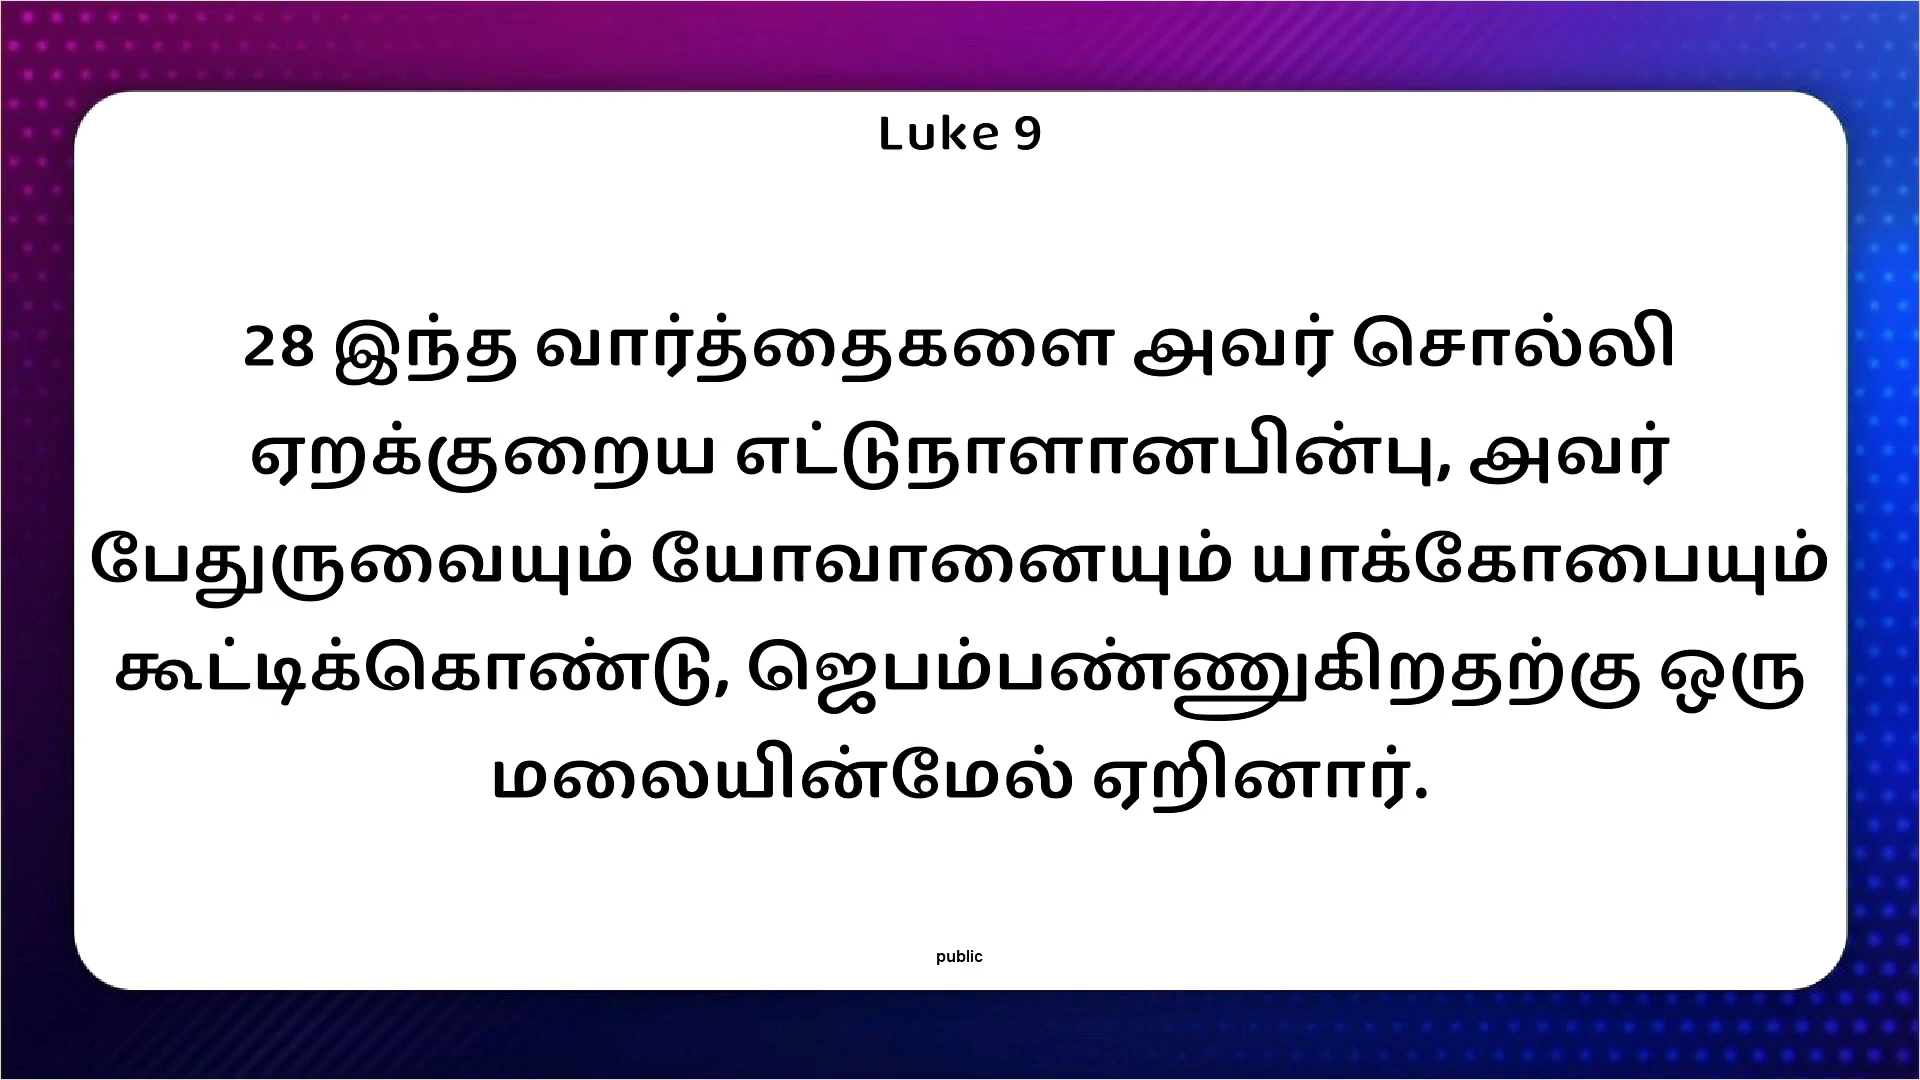 Luke 9
28 இந்த வார்த்தைகளை அவர் சொல்லி
ஏறக்குறைய எட்டுநாளானபின்பு, அவர்
பேதுருவையும் யோவானையும் யாக்கோபையும்
கூட்டிக்கொண்டு, ஜெபம்பண்ணுகிறதற்கு ஒரு
மலையின்மேல் ஏறினார்.
public